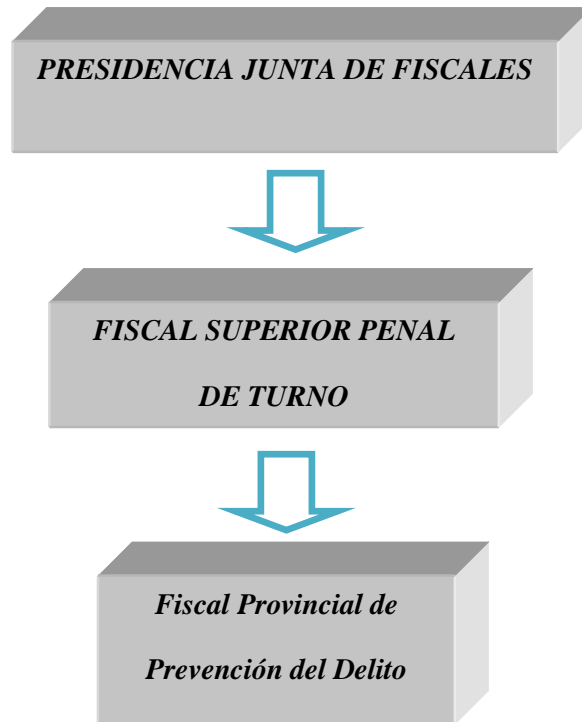 PRESIDENCIA JUNTA DE FISCALES
FISCAL SUPERIOR PENAL
DE TURNO
Fiscal Provincial de
Prevención del Delito